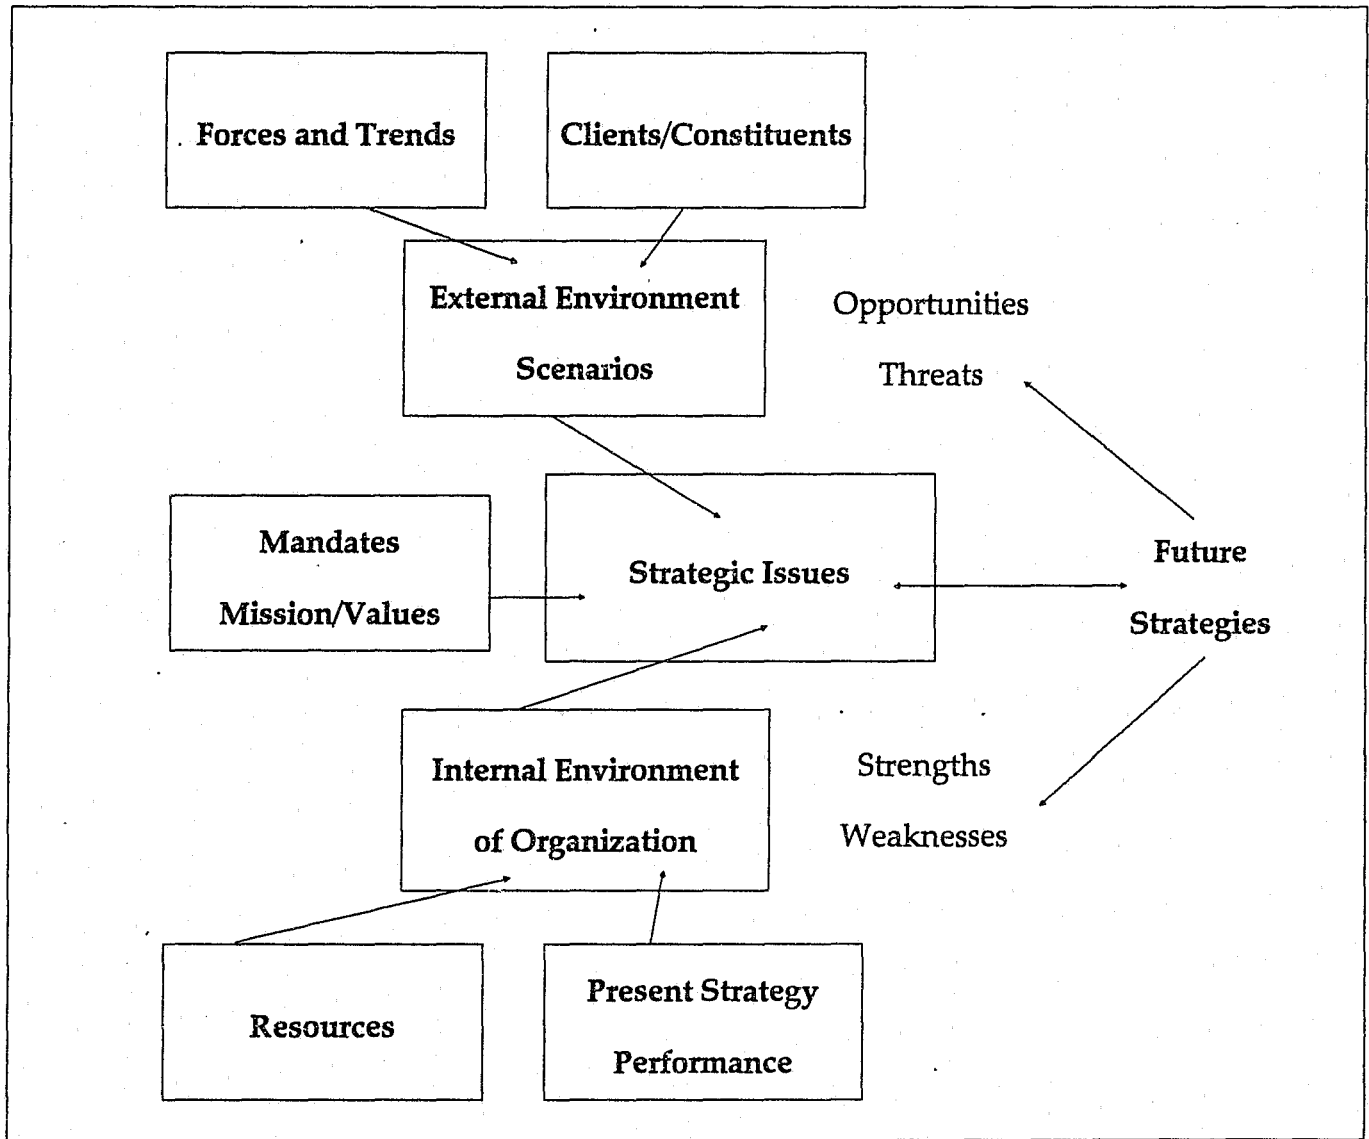 Forces and Trends
Clients/Constituents
External Environment
Scenarios
Opportunities
Threats
Mandates
Mission/Values
Strategic Issues
Future
Strategies
Internal Environment
of Organization
Strengths
Weaknesses
Resources
Present Strategy
Performance